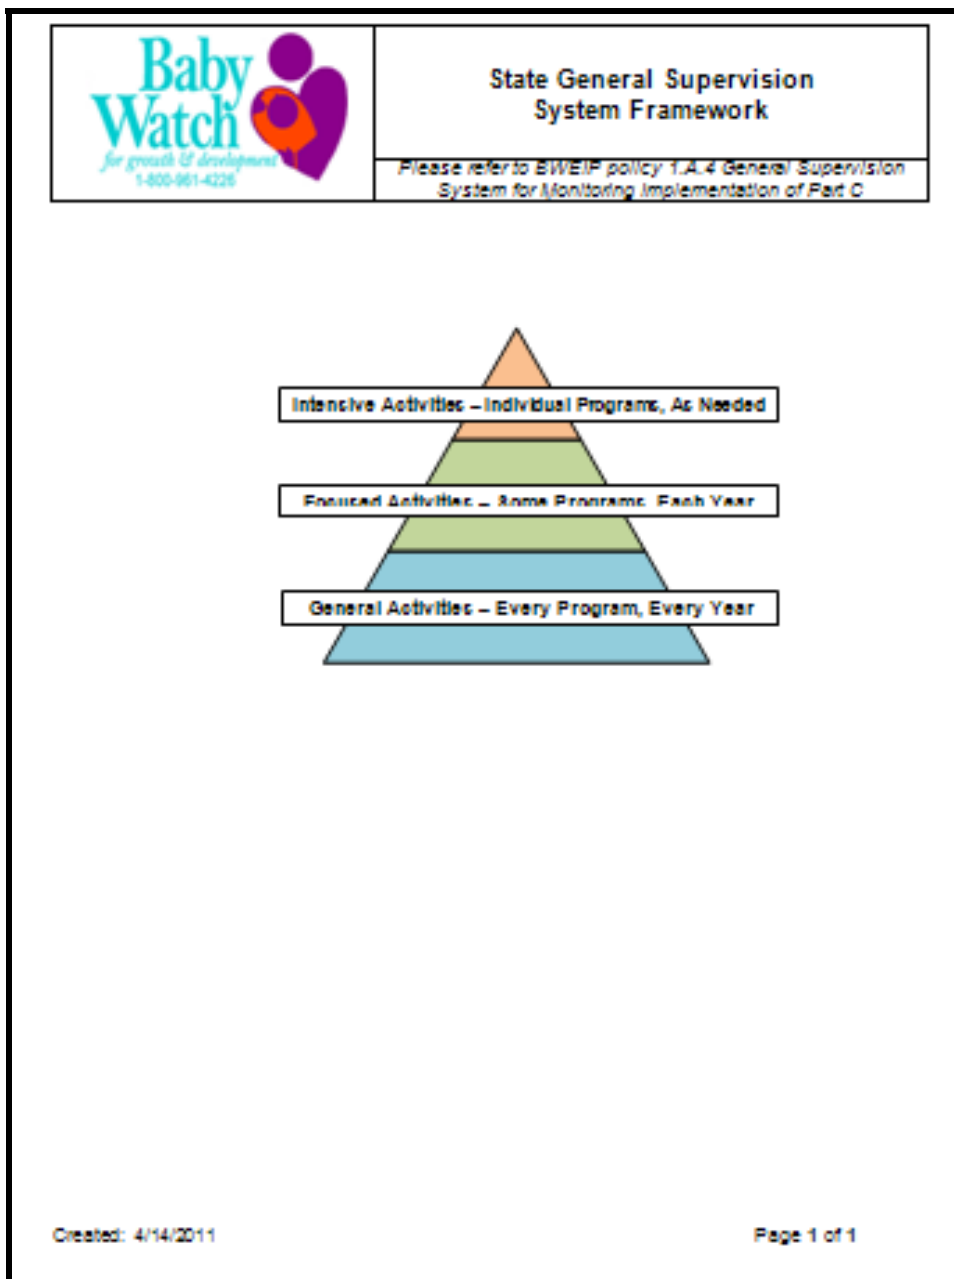 Baby
Watch
for growth & development
1-800-961-4226
State General Supervision
System Framework
Please refer to BWEIP policy 1.A.4 General Supervision
System for Monitoring Implementation of Part C
Intensive Activities – Individual Programs, As Needed
Focused Activities – Some Programs, Each Year
General Activities – Every Program, Every Year
Created: 4/14/2011
Page 1 of 1